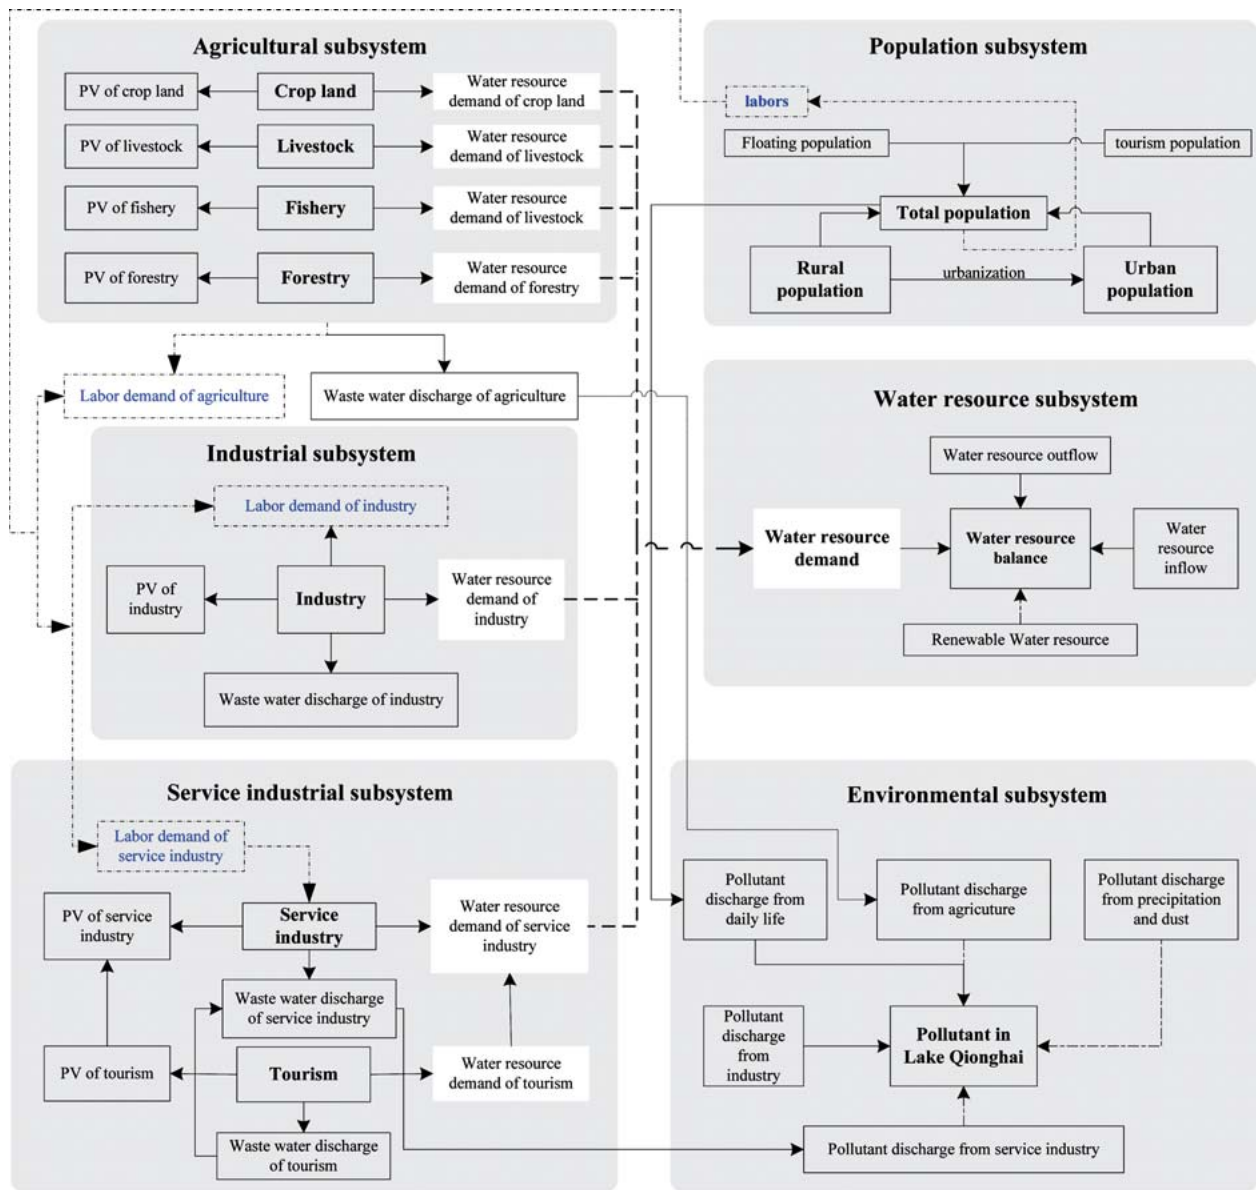 Agricultural subsystem
PV of crop land
Crop land
Water resource
demand of crop land
PV of livestock
Livestock
Water resource
demand of livestock
PV of fishery
Fishery
Water resource
demand of livestock
PV of forestry
Forestry
Water resource
demand of forestry
Labor demand of agriculture
Waste water discharge of agriculture
Population subsystem
labors
Floating population
tourism population
Total population
Rural
population
urbanization
Urban
population
Industrial subsystem
Labor demand of industry
PV of
industry
Industry
Water resource
demand of
industry
Waste water discharge of industry
Water resource subsystem
Water resource outflow
Water resource
demand
Water resource
balance
Water
resource
inflow
Renewable Water resource
Service industrial subsystem
Labor demand of
service industry
PV of service
industry
Service
industry
Water resource
demand of service
industry
Waste water discharge
of service industry
PV of tourism
Tourism
Water resource
demand of tourism
Waste water discharge
of tourism
Environmental subsystem
Pollutant
discharge from
daily life
Pollutant discharge
from agricuture
Pollutant discharge
from precipitation
and dust
Pollutant
discharge
from
industry
Pollutant in
Lake Qionghai
Pollutant discharge from service industry